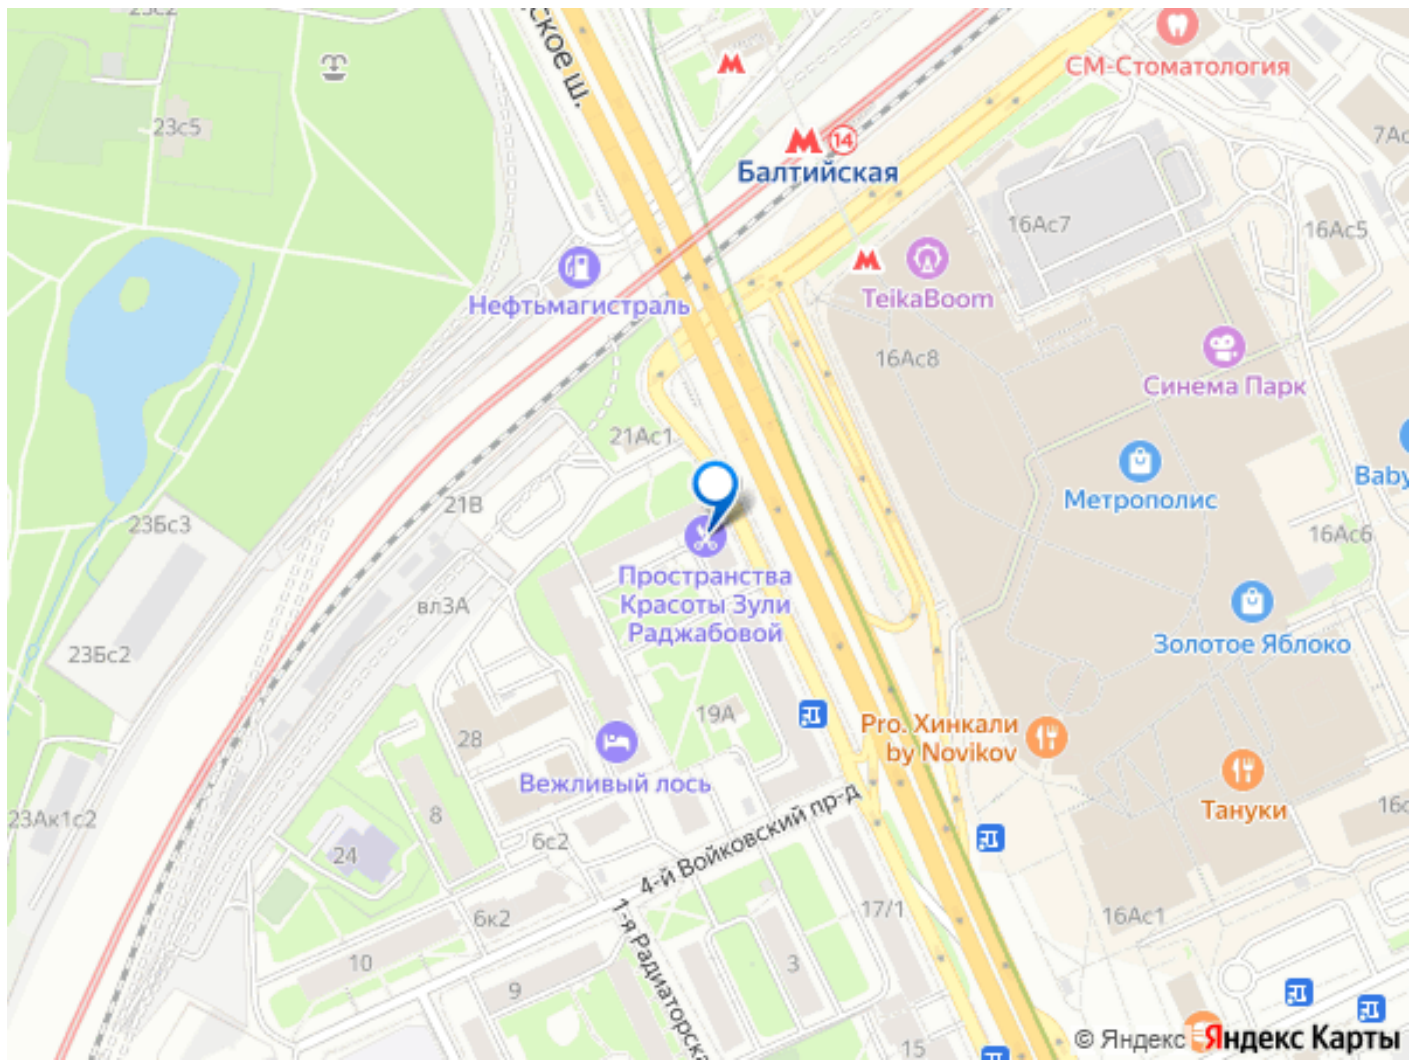 23с2
ское ш.
СМ-Стоматология
23с5
14
Балтийская
7Ас
16Ас7
16Ас5
Нефтьмагистраль
TeikaBoom
16Ас8
Синема Парк
21Ас1
Метрополис
Baby
21В
23Бс3
16Ас6
Пространства
Красоты Зули
Раджабовой
вл3А
Золотое Яблоко
23Бс2
19А
Pro. Хинкали
by Novikov
28
Вежливый лось
Тануки
23Ак1с2
8
6с2
4-й Войковский пр-д
24
16с
6к2
1-я Радиаторска
17/1
16Ас1
10
3
9
15
© Яндекс
Яндекс Карты